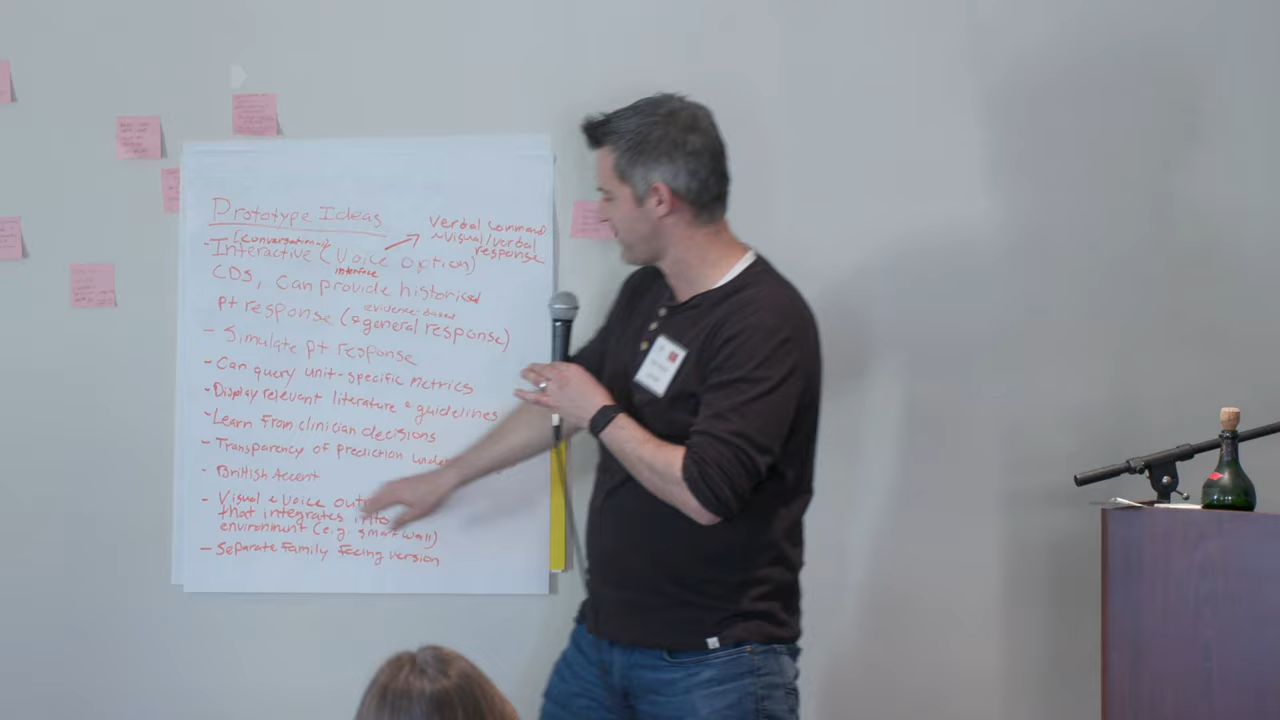 Prototype Ideas
Verbal command
visual/verbal
response
(conversational)
- Interactive (voice option)
interface
CDS, can provide historical
evidence-based
pt response (+ general response)
- Simulate pt response
- Can query unit-specific metrics
- Display relevant literature + guidelines
- Learn from clinician decisions
- Transparency of prediction
- British Accent
- Visual + voice
that integrates into
environment (e.g. smart wall)
- Separate family facing version